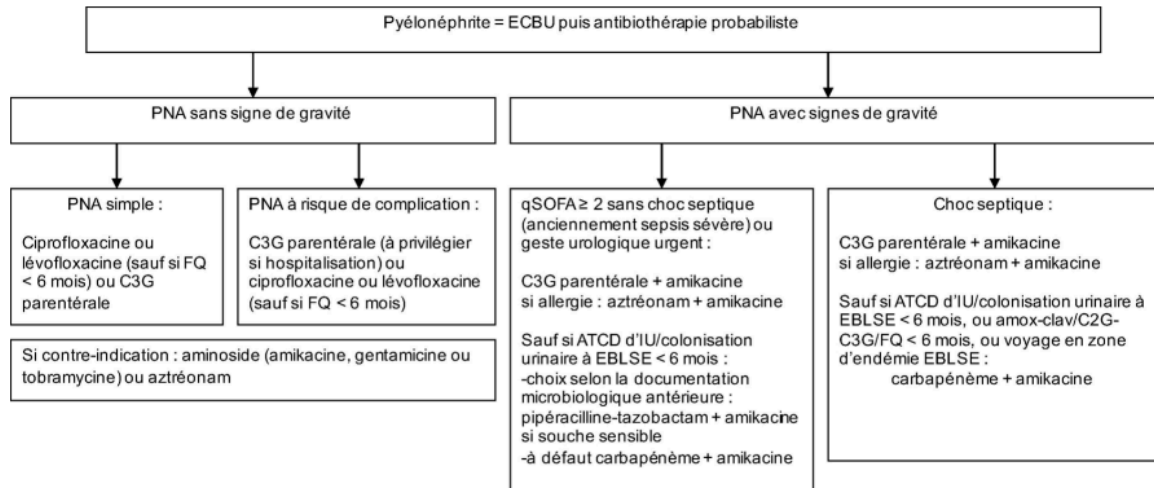 Pyélonéphrite = ECBU puis antibiothérapie probabiliste
PNA sans signe de gravité
PNA avec signes de gravité
PNA simple :
Ciprofloxacine ou
lévofloxacine (sauf si FQ
< 6 mois) ou C3G
parentérale
PNA à risque de complication :
C3G parentérale (à privilégier
si hospitalisation) ou
ciprofloxacine ou lévofloxacine
(sauf si FQ < 6 mois)
Si contre-indication : aminoside (amikacine, gentamicine ou
tobramycine) ou aztréonam
qSOFA ≥ 2 sans choc septique
(anciennement sepsis sévère) ou
geste urologique urgent :
C3G parentérale + amikacine
si allergie : aztréonam + amikacine
Sauf si ATCD d'IU/colonisation
urinaire à EBLSE < 6 mois :
-choix selon la documentation
microbiologique antérieure :
pipéracilline-tazobactam + amikacine
si souche sensible
-à défaut carbapénème + amikacine
Choc septique :
C3G parentérale + amikacine
si allergie : aztréonam + amikacine
Sauf si ATCD d'IU/colonisation urinaire à
EBLSE < 6 mois, ou amox-clav/C2G-
C3G/FQ < 6 mois, ou voyage en zone
d'endémie EBLSE :
carbapénème + amikacine